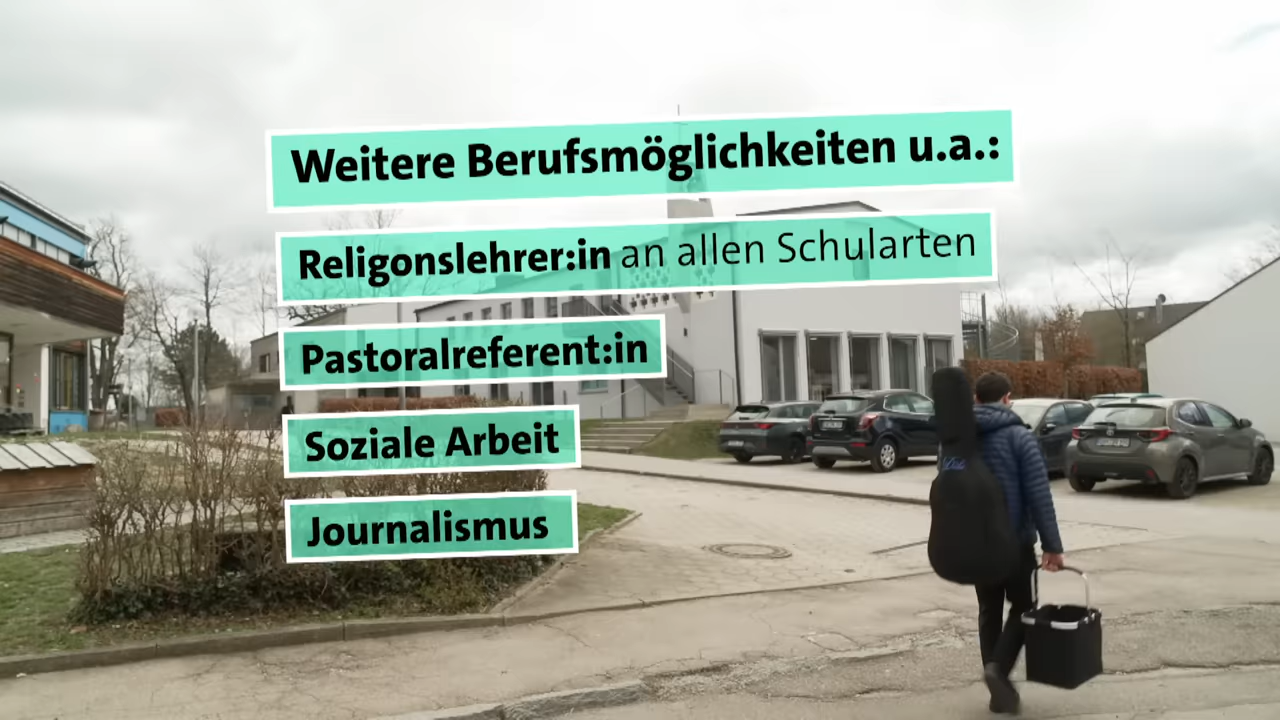 Weitere Berufsmöglichkeiten u.a.:
Religonslehrer:in an allen Schularten
Pastoralreferent:in
Soziale Arbeit
Journalismus